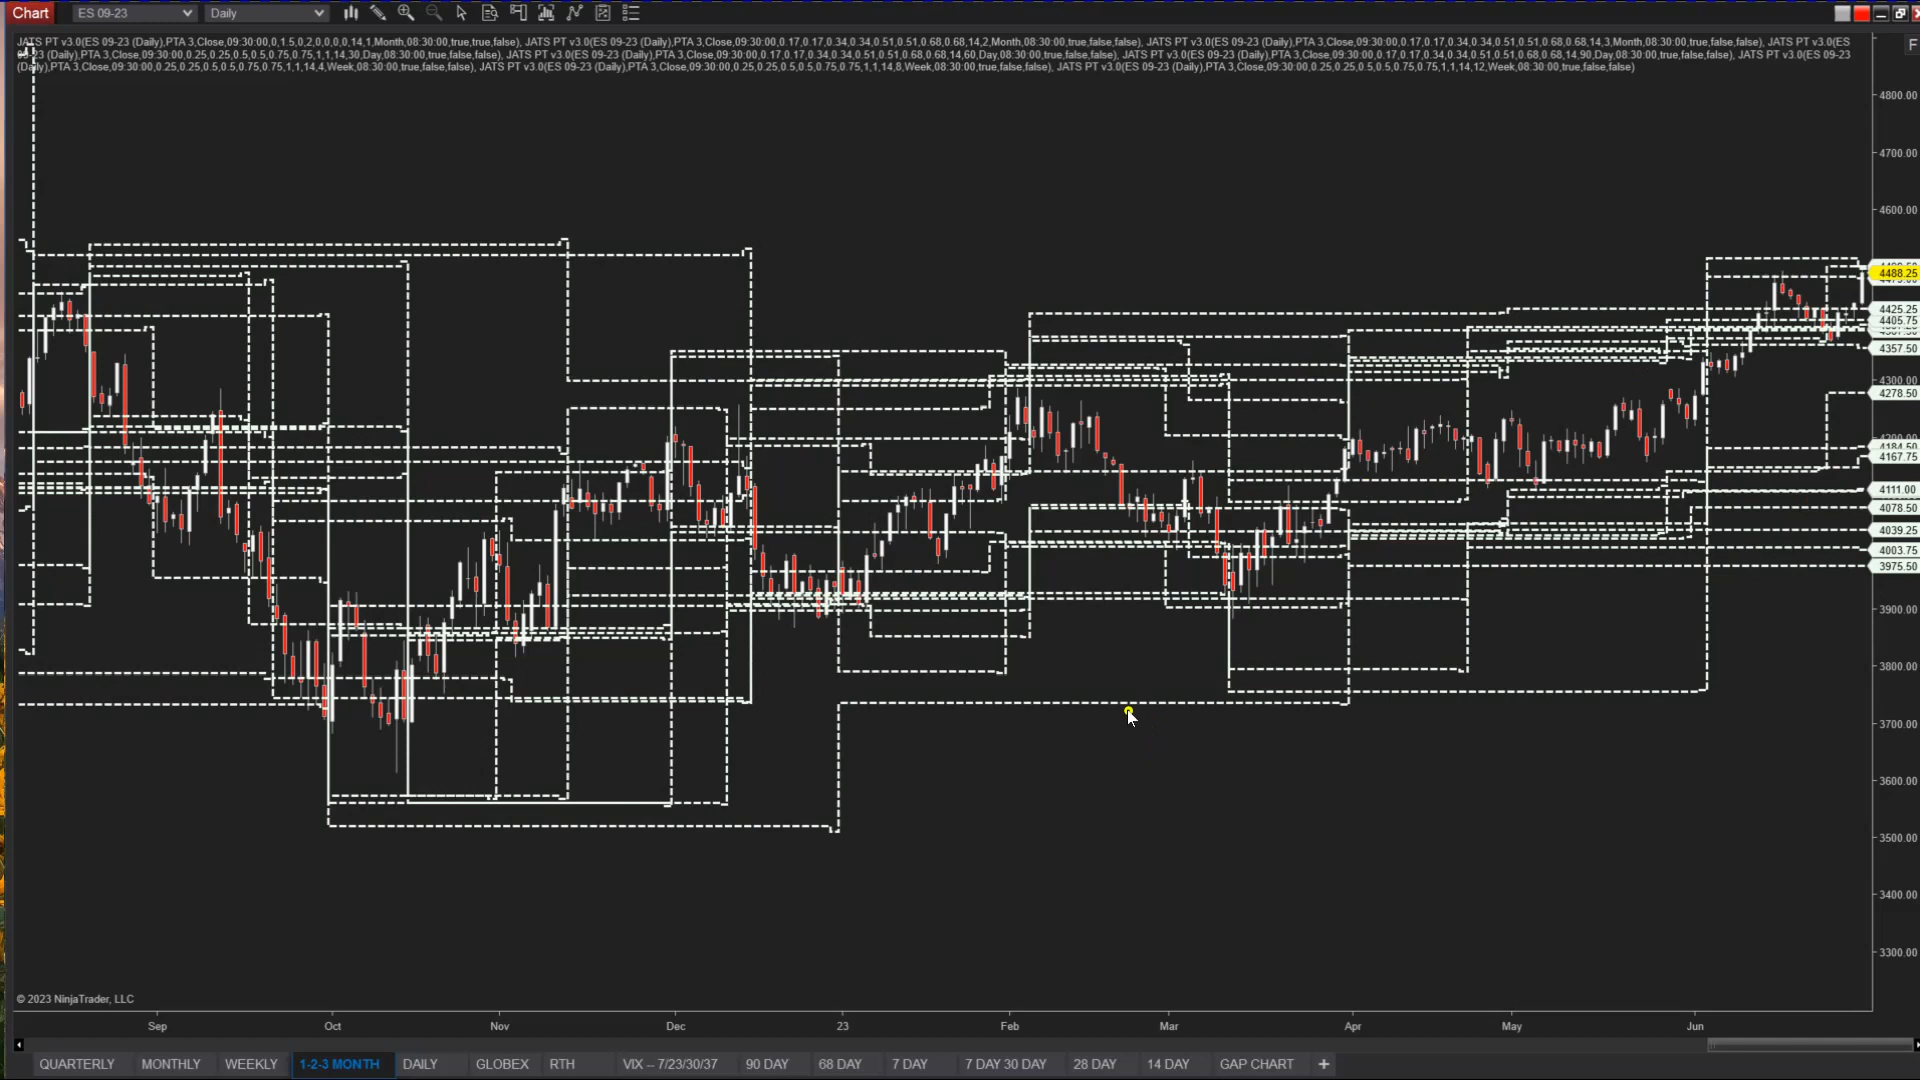 Chart ES 09-23 Daily
JATS PT v3.0(ES 09-23 (Daily),PTA 3,Close,09:30:00,0,1.5,0,2,0,0,0,0,14,1,Month,08:30:00,true,true,false), JATS PT v3.0(ES 09-23 (Daily),PTA 3,Close,09:30:00,0.17,0.17,0.34,0.34,0.51,0.51,0.68,0.68,14,2,Month,08:30:00,true,false,false), JATS PT v3.0(ES 09-23 (Daily),PTA 3,Close,09:30:00,0.17,0.17,0.34,0.34,0.51,0.51,0.68,0.68,14,3,Month,08:30:00,true,false,false), JATS PT v3.0(ES
09-23 (Daily),PTA 3,Close,09:30:00,0.17,0.17,0.34,0.34,0.51,0.51,0.68,0.68,14,30,Day,08:30:00,true,false,false), JATS PT v3.0(ES 09-23 (Daily),PTA 3,Close,09:30:00,0.17,0.17,0.34,0.34,0.51,0.51,0.68,0.68,14,60,Day,08:30:00,true,false,false), JATS PT v3.0(ES 09-23 (Daily),PTA 3,Close,09:30:00,0.17,0.17,0.34,0.34,0.51,0.51,0.68,0.68,14,90,Day,08:30:00,true,false,false), JATS PT v3.0(ES 09-23
(Daily),PTA 3,Close,09:30:00,0.25,0.25,0.5,0.5,0.75,0.75,1,1,14,4,Week,08:30:00,true,false,false), JATS PT v3.0(ES 09-23 (Daily),PTA 3,Close,09:30:00,0.25,0.25,0.5,0.5,0.75,0.75,1,1,14,8,Week,08:30:00,true,false,false), JATS PT v3.0(ES 09-23 (Daily),PTA 3,Close,09:30:00,0.25,0.25,0.5,0.5,0.75,0.75,1,1,14,12,Week,08:30:00,true,false,false)
F
4800.00
4700.00
4600.00
4488.25
4425.25
4405.75
4357.50
4300.00
4278.50
4184.50
4167.75
4111.00
4078.50
4039.25
4003.75
3975.50
3900.00
3800.00
3700.00
3600.00
3500.00
3400.00
3300.00
© 2023 NinjaTrader, LLC
Sep Oct Nov Dec 23 Feb Mar Apr May Jun
QUARTERLY MONTHLY WEEKLY 1-2-3 MONTH DAILY GLOBEX RTH VIX -- 7/23/30/37 90 DAY 68 DAY 7 DAY 7 DAY 30 DAY 28 DAY 14 DAY GAP CHART +